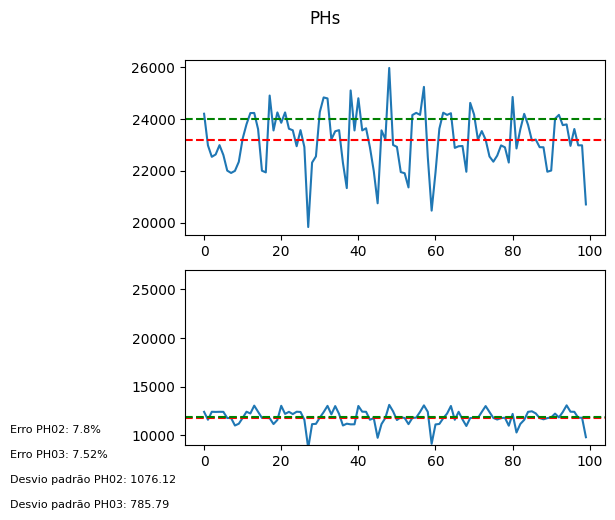 PHs
26000
24000
22000
20000
0 20 40 60 80 100
25000
20000
15000
10000
0 20 40 60 80 100
Erro PH02: 7.8%
Erro PH03: 7.52%
Desvio padrão PH02: 1076.12
Desvio padrão PH03: 785.79